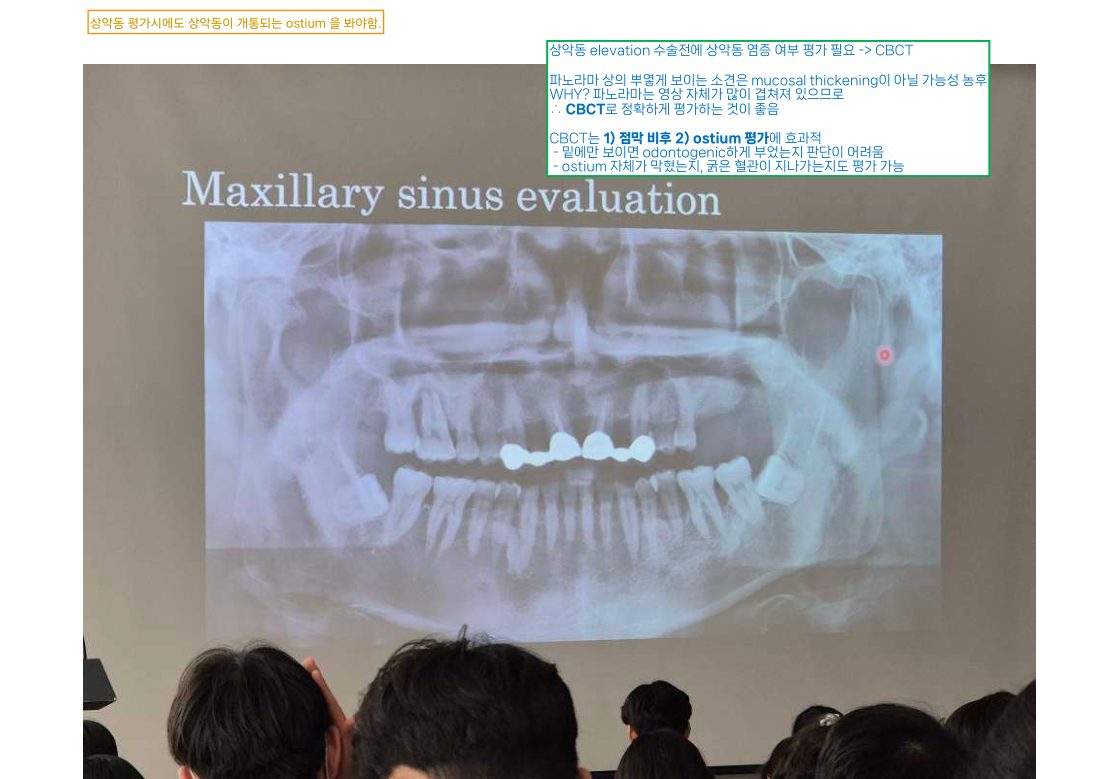 상악동 평가시에도 상악동이 개통되는 ostium 을 봐야함.
상악동 elevation 수술전에 상악동 염증 여부 평가 필요 -> CBCT
파노라마 상의 뿌옇게 보이는 소견은 mucosal thickening이 아닐 가능성 농후
WHY? 파노라마는 영상 자체가 많이 겹쳐져 있으므로
∴ CBCT로 정확하게 평가하는 것이 좋음
CBCT는 1) 점막 비후 2) ostium 평가에 효과적
- 밑에만 보이면 odontogenic하게 부었는지 판단이 어려움
- ostium 자체가 막혔는지, 굵은 혈관이 지나가는지도 평가 가능
Maxillary sinus evaluation